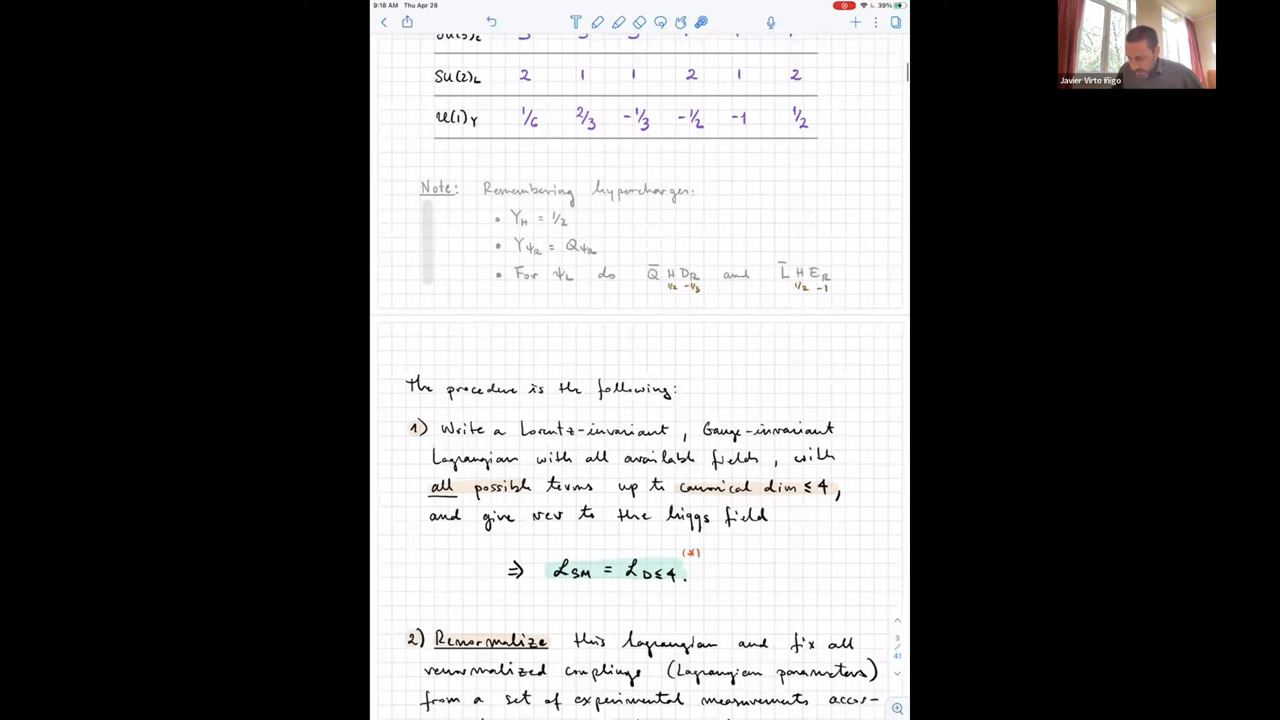 9:18 AM Thu Apr 28
39%
SU(2)L 2 1 1 2 1 2
U(1)Y 1/6 2/3 -1/3 -1/2 -1 1/2
Note: Remembering hypercharges:
• YH = 1/2
• YψR = QψR
• For ψL do Q̄ H DR and L̄ H ER
1/2 -1/3 1/2 -1
The procedure is the following:
1) Write a Lorentz-invariant, Gauge-invariant
Lagrangian with all available fields, with
all possible terms up to canonical dim ≤ 4,
and give vev to the higgs field
(*)
⇒ ℒSM = ℒD≤4.
2) Renormalize this lagrangian and fix all
renormalized couplings (Lagrangian parameters)
from a set of experimental measurements accor-
3
/
41
Javier Virto Iñigo